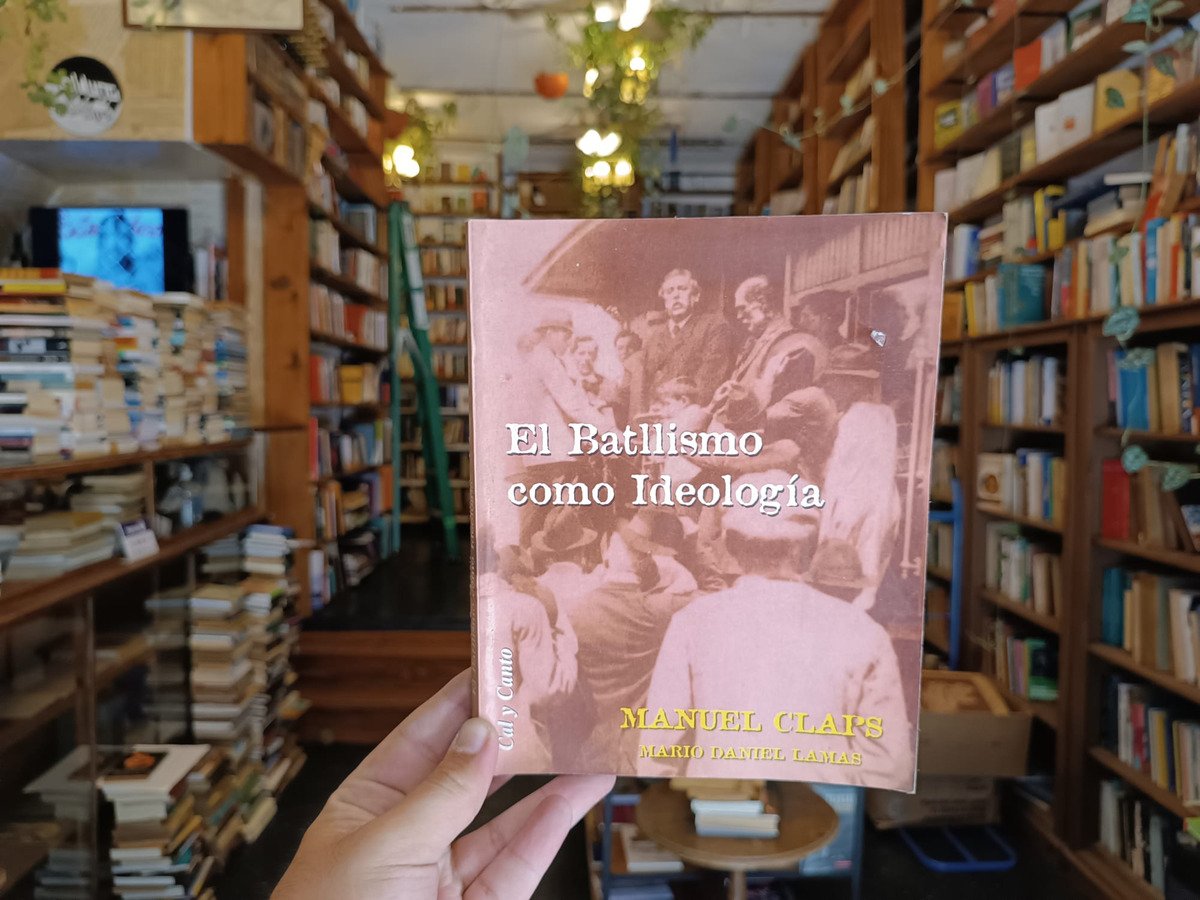 El Batllismo
como Ideología
Cal y Canto
MANUEL CLAPS
MARIO DANIEL LAMAS